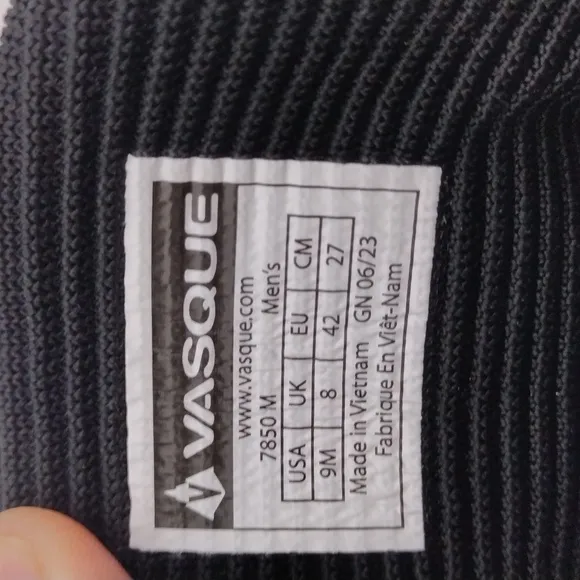 VASQUE
www.vasque.com
7850 M Men's
USA UK EU CM
9M 8 42 27
Made in Vietnam GN 06/23
Fabrique En Viêt-Nam